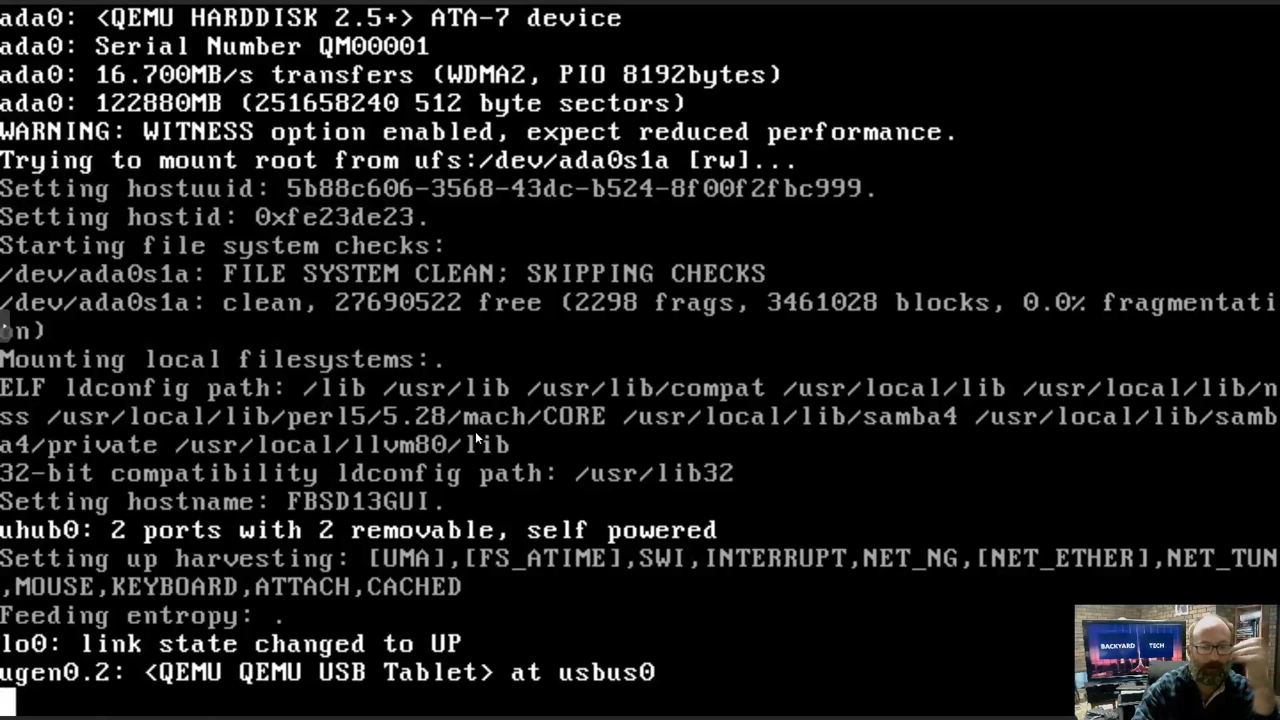 ada0: <QEMU HARDDISK 2.5+> ATA-7 device
ada0: Serial Number QM00001
ada0: 16.700MB/s transfers (WDMA2, PIO 8192bytes)
ada0: 122880MB (251658240 512 byte sectors)
WARNING: WITNESS option enabled, expect reduced performance.
Trying to mount root from ufs:/dev/ada0s1a [rw]...
Setting hostuuid: 5b88c606-3568-43dc-b524-8f00f2fbc999.
Setting hostid: 0xfe23de23.
Starting file system checks:
/dev/ada0s1a: FILE SYSTEM CLEAN; SKIPPING CHECKS
/dev/ada0s1a: clean, 27690522 free (2298 frags, 3461028 blocks, 0.0% fragmentati
on)
Mounting local filesystems:.
ELF ldconfig path: /lib /usr/lib /usr/lib/compat /usr/local/lib /usr/local/lib/n
ss /usr/local/lib/perl5/5.28/mach/CORE /usr/local/lib/samba4 /usr/local/lib/samb
a4/private /usr/local/llvm80/lib
32-bit compatibility ldconfig path: /usr/lib32
Setting hostname: FBSD13GUI.
uhub0: 2 ports with 2 removable, self powered
Setting up harvesting: [UMA],[FS_ATIME],SWI,INTERRUPT,NET_NG,[NET_ETHER],NET_TUN
,MOUSE,KEYBOARD,ATTACH,CACHED
Feeding entropy: .
lo0: link state changed to UP
ugen0.2: <QEMU QEMU USB Tablet> at usbus0
BACKYARD TECH